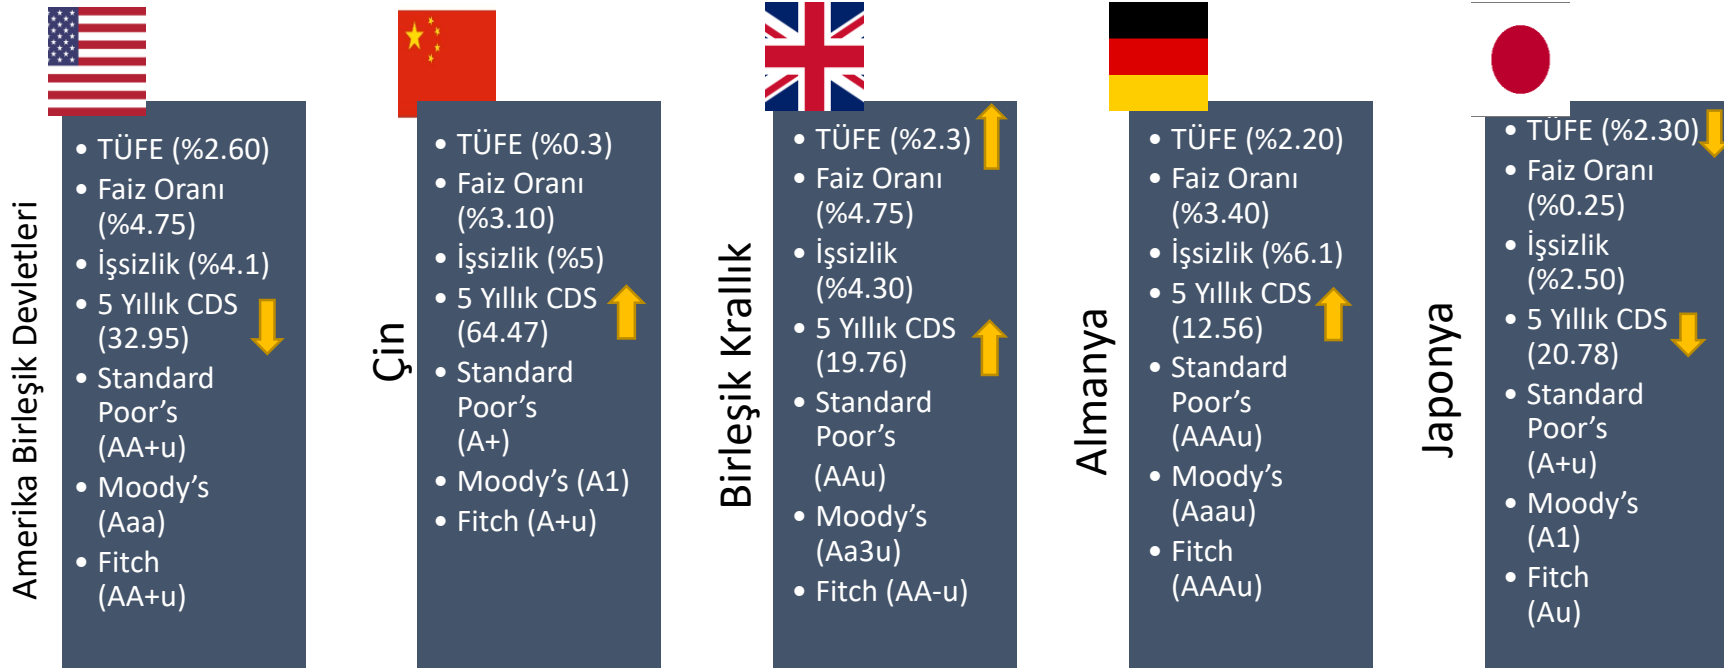 Amerika Birleşik Devletleri
• TÜFE (%2.60)
• Faiz Oranı
(%4.75)
• İşsizlik (%4.1)
• 5 Yıllık CDS
(32.95)
• Standard
Poor’s
(AA+u)
• Moody’s
(Aaa)
• Fitch
(AA+u)
Çin
• TÜFE (%0.3)
• Faiz Oranı
(%3.10)
• İşsizlik (%5)
• 5 Yıllık CDS
(64.47)
• Standard
Poor’s
(A+)
• Moody’s (A1)
• Fitch (A+u)
Birleşik Krallık
• TÜFE (%2.3)
• Faiz Oranı
(%4.75)
• İşsizlik
(%4.30)
• 5 Yıllık CDS
(19.76)
• Standard
Poor’s
(AAu)
• Moody’s
(Aa3u)
• Fitch (AA-u)
Almanya
• TÜFE (%2.20)
• Faiz Oranı
(%3.40)
• İşsizlik (%6.1)
• 5 Yıllık CDS
(12.56)
• Standard
Poor’s
(AAAu)
• Moody’s
(Aaau)
• Fitch
(AAAu)
Japonya
• TÜFE (%2.30)
• Faiz Oranı
(%0.25)
• İşsizlik
(%2.50)
• 5 Yıllık CDS
(20.78)
• Standard
Poor’s
(A+u)
• Moody’s
(A1)
• Fitch
(Au)